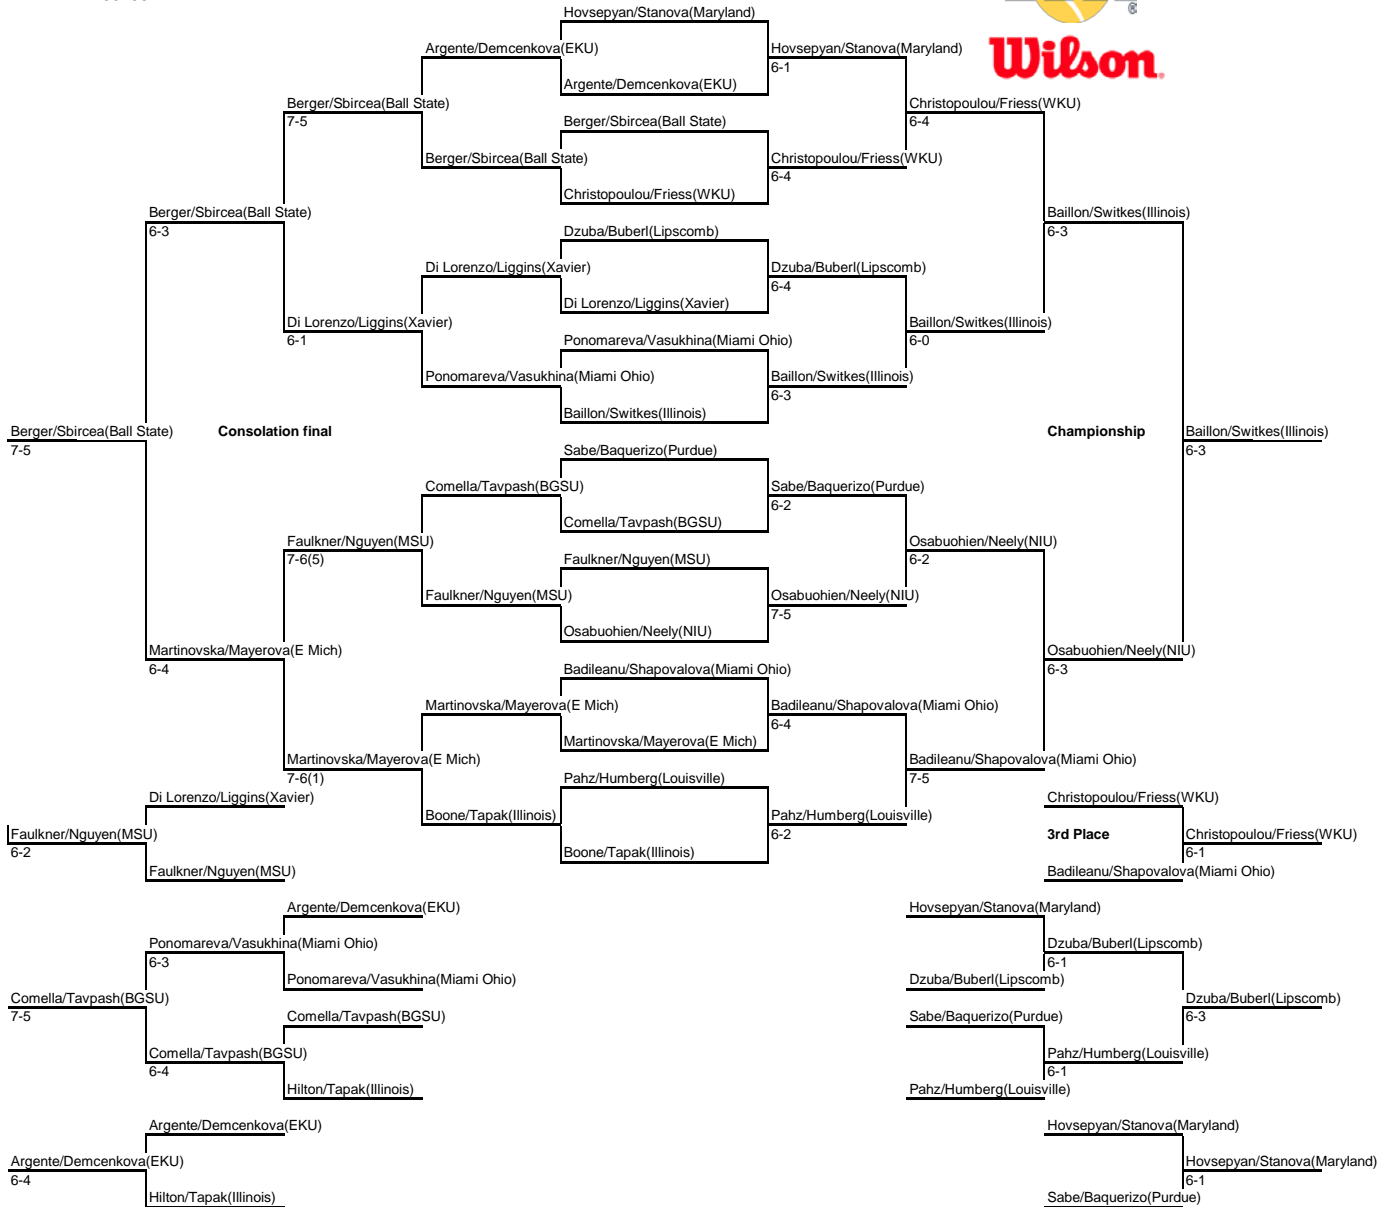 Hovsepyan/Stanova(Maryland)
Argente/Demcenkova(EKU)
Hovsepyan/Stanova(Maryland)
6-1
Argente/Demcenkova(EKU)
®
Wilson.
Berger/Sbircea(Ball State)
7-5
Christopoulou/Friess(WKU)
6-4
Berger/Sbircea(Ball State)
Berger/Sbircea(Ball State)
Christopoulou/Friess(WKU)
6-4
Christopoulou/Friess(WKU)
Berger/Sbircea(Ball State)
6-3
Baillon/Switkes(Illinois)
6-3
Dzuba/Buberl(Lipscomb)
Di Lorenzo/Liggins(Xavier)
Dzuba/Buberl(Lipscomb)
6-4
Di Lorenzo/Liggins(Xavier)
Di Lorenzo/Liggins(Xavier)
6-1
Baillon/Switkes(Illinois)
6-0
Ponomareva/Vasukhina(Miami Ohio)
Ponomareva/Vasukhina(Miami Ohio)
Baillon/Switkes(Illinois)
6-3
Baillon/Switkes(Illinois)
Berger/Sbircea(Ball State)
7-5
Consolation final
Championship
Baillon/Switkes(Illinois)
6-3
Sabe/Baquerizo(Purdue)
Comella/Tavpash(BGSU)
Sabe/Baquerizo(Purdue)
6-2
Comella/Tavpash(BGSU)
Faulkner/Nguyen(MSU)
7-6(5)
Osabuohien/Neely(NIU)
6-2
Faulkner/Nguyen(MSU)
Faulkner/Nguyen(MSU)
Osabuohien/Neely(NIU)
7-5
Osabuohien/Neely(NIU)
Martinovska/Mayerova(E Mich)
6-4
Osabuohien/Neely(NIU)
6-3
Badileanu/Shapovalova(Miami Ohio)
Martinovska/Mayerova(E Mich)
Badileanu/Shapovalova(Miami Ohio)
6-4
Martinovska/Mayerova(E Mich)
Martinovska/Mayerova(E Mich)
7-6(1)
Badileanu/Shapovalova(Miami Ohio)
7-5
Pahz/Humberg(Louisville)
Boone/Tapak(Illinois)
Pahz/Humberg(Louisville)
6-2
Boone/Tapak(Illinois)
Di Lorenzo/Liggins(Xavier)
Faulkner/Nguyen(MSU)
6-2
Faulkner/Nguyen(MSU)
Christopoulou/Friess(WKU)
3rd Place
Christopoulou/Friess(WKU)
6-1
Badileanu/Shapovalova(Miami Ohio)
Argente/Demcenkova(EKU)
Ponomareva/Vasukhina(Miami Ohio)
6-3
Ponomareva/Vasukhina(Miami Ohio)
Comella/Tavpash(BGSU)
7-5
Comella/Tavpash(BGSU)
Comella/Tavpash(BGSU)
6-4
Hilton/Tapak(Illinois)
Hovsepyan/Stanova(Maryland)
Dzuba/Buberl(Lipscomb)
6-1
Dzuba/Buberl(Lipscomb)
Dzuba/Buberl(Lipscomb)
6-3
Sabe/Baquerizo(Purdue)
Pahz/Humberg(Louisville)
6-1
Pahz/Humberg(Louisville)
Argente/Demcenkova(EKU)
Argente/Demcenkova(EKU)
6-4
Hilton/Tapak(Illinois)
Hovsepyan/Stanova(Maryland)
Hovsepyan/Stanova(Maryland)
6-1
Sabe/Baquerizo(Purdue)